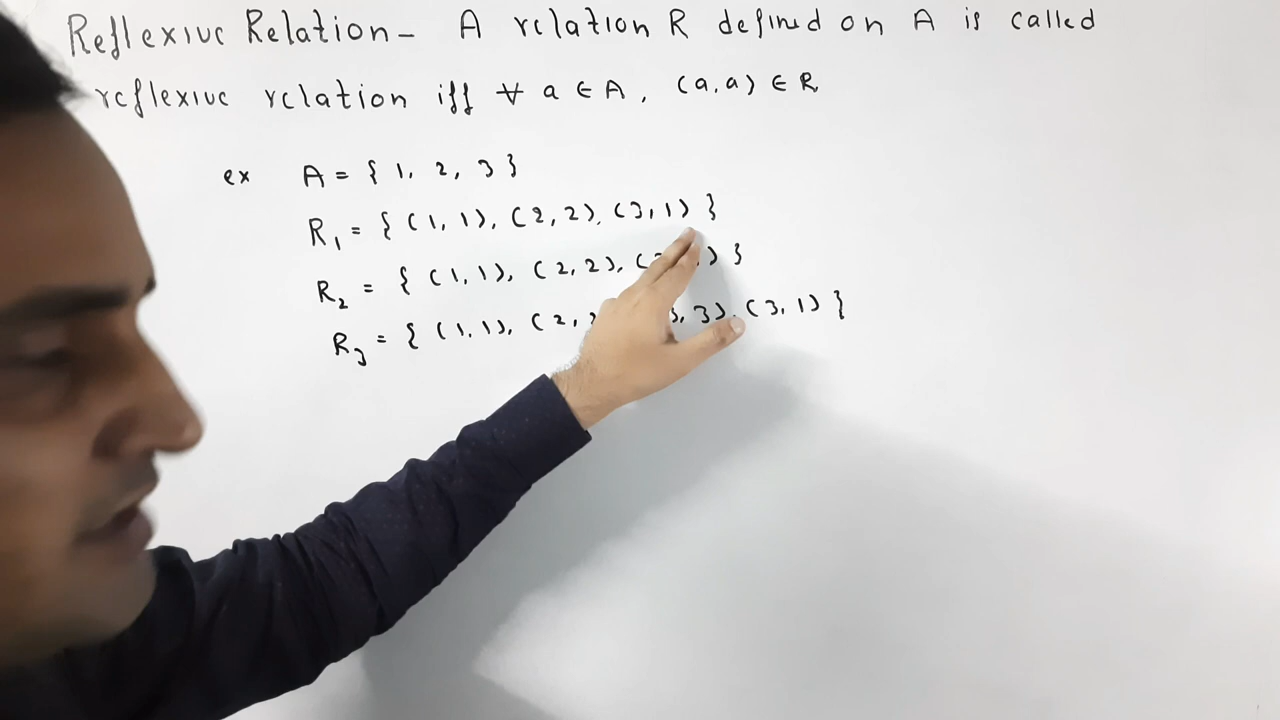 Reflexive Relation - A relation R defined on A is called
reflexive relation iff ∀ a ∈ A, (a,a) ∈ R
ex A = { 1, 2, 3 }
R₁ = { (1, 1), (2, 2), (3, 1) }
R₂ = { (1, 1), (2, 2), ( ) }
R₃ = { (1, 1), (2, 3), (3, 1) }